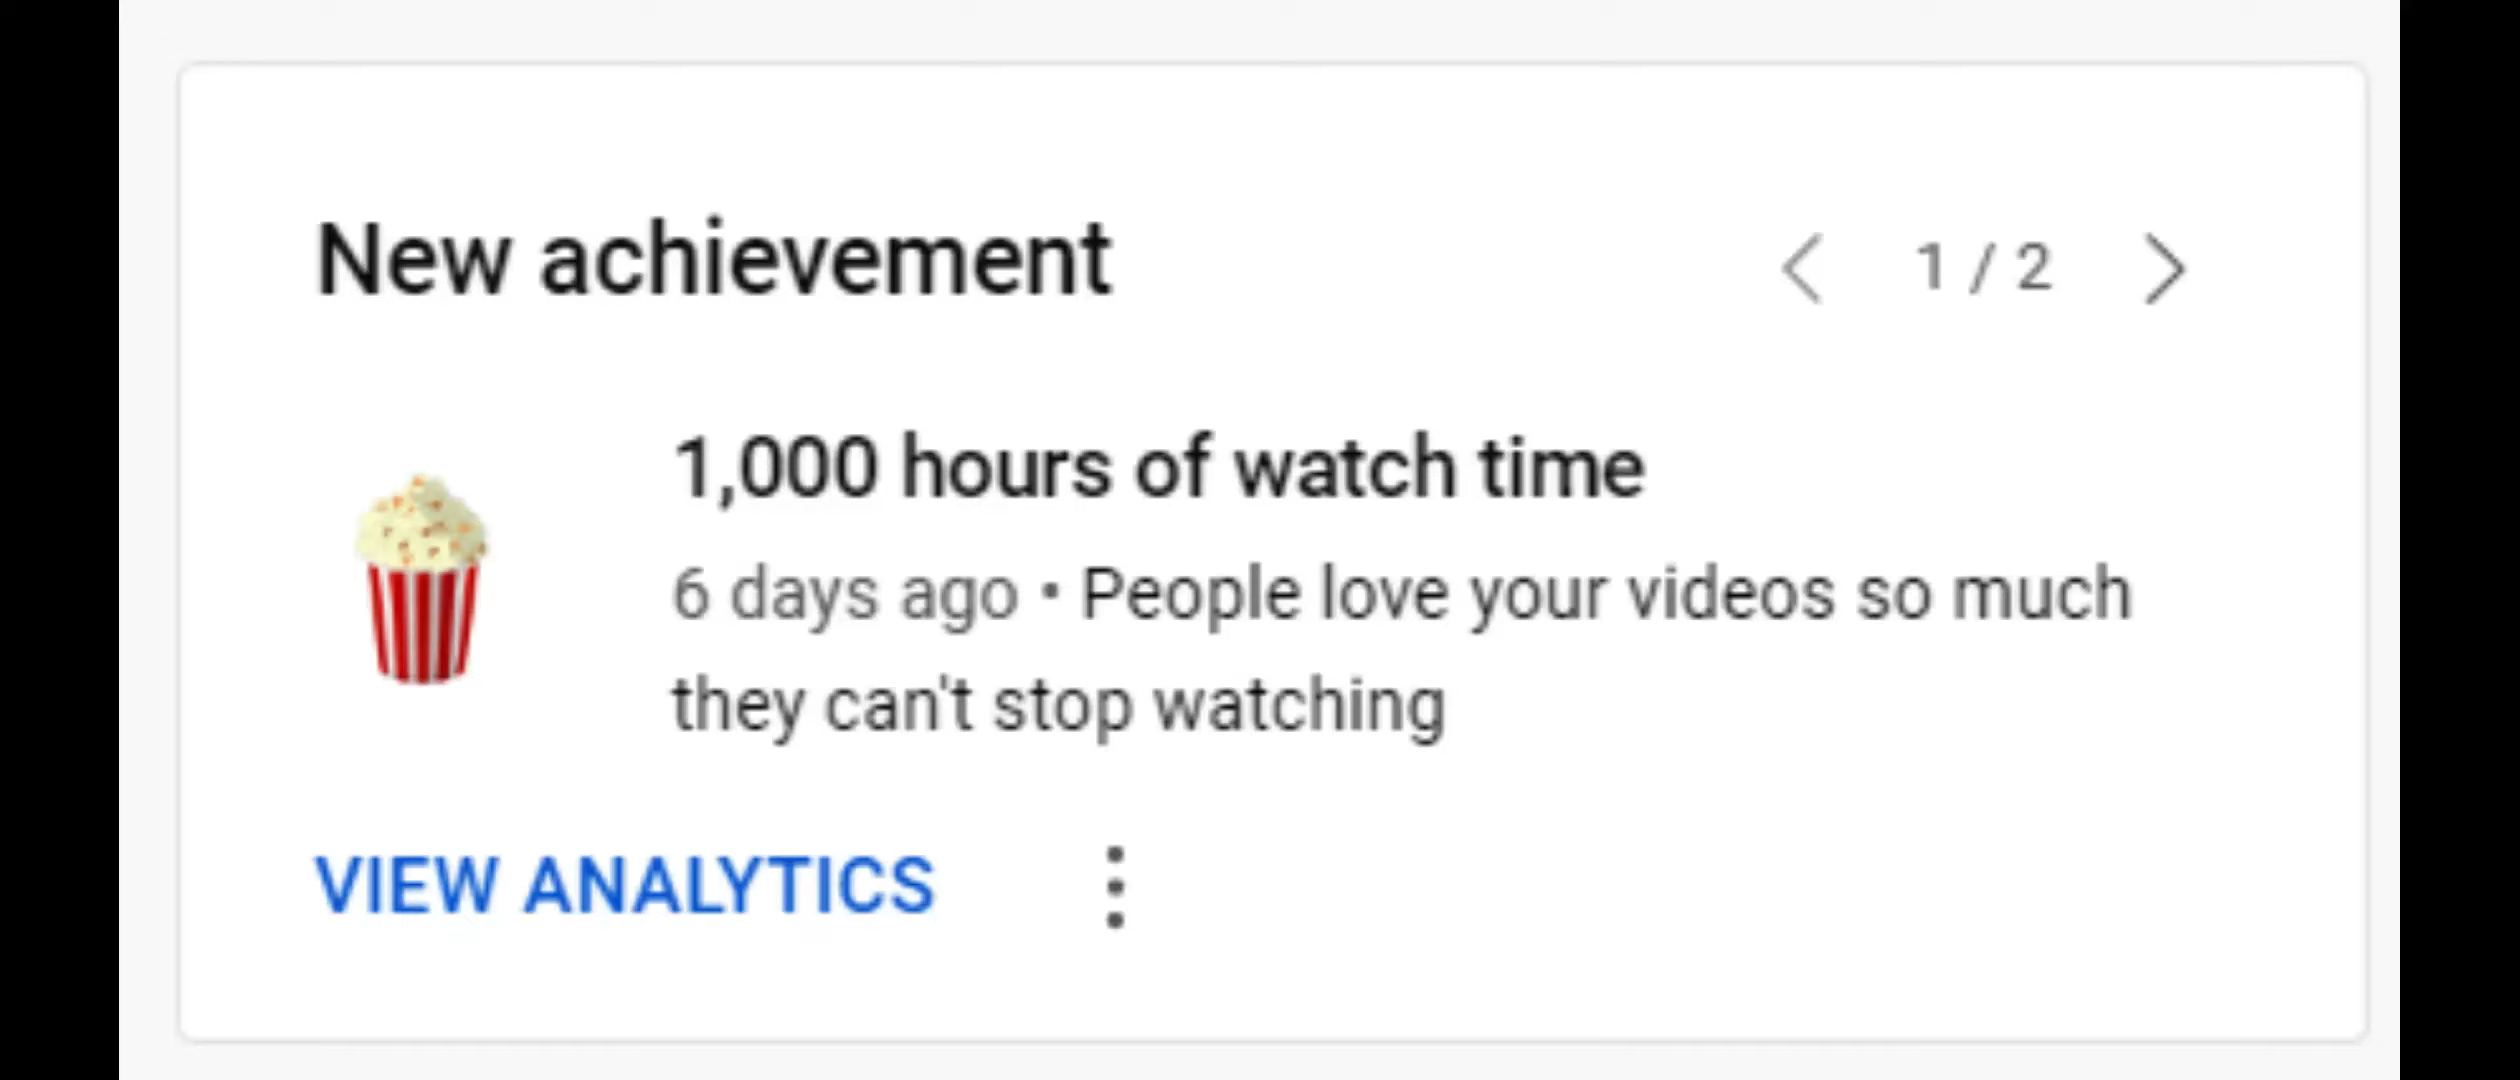 New achievement
1 / 2
1,000 hours of watch time
6 days ago • People love your videos so much
they can't stop watching
VIEW ANALYTICS